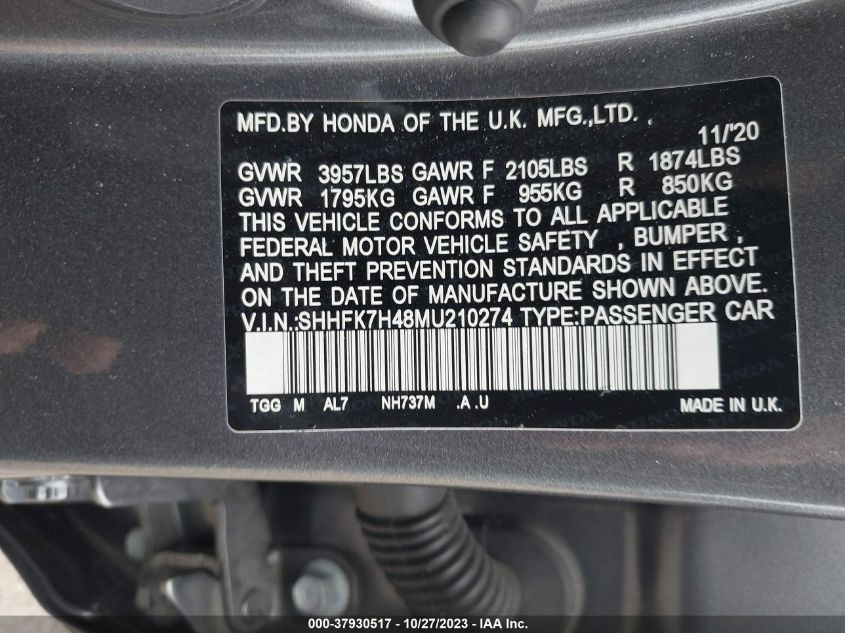 MFD.BY HONDA OF THE U.K. MFG.,LTD. .
11/'20
GVWR 3957LBS GAWR F 2105LBS R 1874LBS
GVWR 1795KG GAWR F 955KG R 850KG
THIS VEHICLE CONFORMS TO ALL APPLICABLE
FEDERAL MOTOR VEHICLE SAFETY , BUMPER ,
AND THEFT PREVENTION STANDARDS IN EFFECT
ON THE DATE OF MANUFACTURE SHOWN ABOVE.
V.I.N.:SHHFK7H48MU210274 TYPE:PASSENGER CAR
TGG M AL7 NH737M .A .U MADE IN U.K.
000-37930517 - 10/27/2023 - IAA Inc.